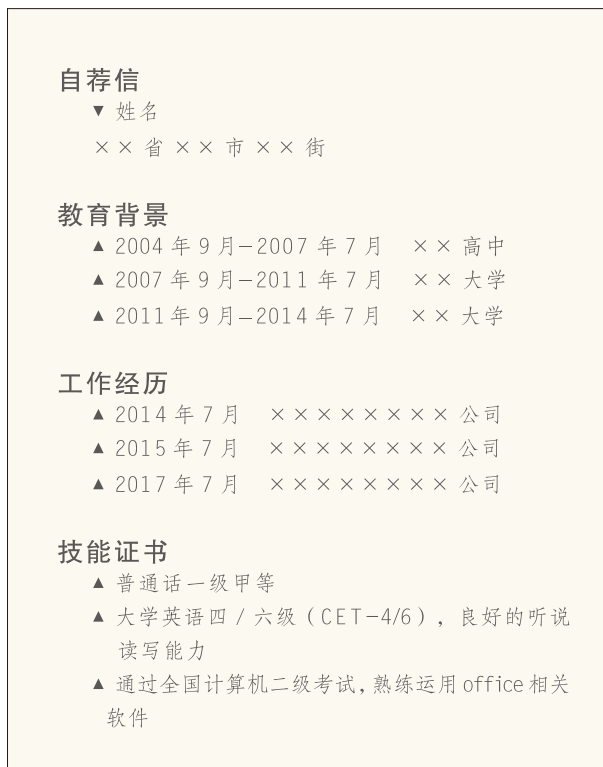 自荐信
▼ 姓名
×× 省 ×× 市 ×× 街
教育背景
▲ 2004 年 9 月–2007 年 7 月 ×× 高中
▲ 2007 年 9 月–2011 年 7 月 ×× 大学
▲ 2011 年 9 月–2014 年 7 月 ×× 大学
工作经历
▲ 2014 年 7 月 ×××××××× 公司
▲ 2015 年 7 月 ×××××××× 公司
▲ 2017 年 7 月 ×××××××× 公司
技能证书
▲ 普通话一级甲等
▲ 大学英语四 / 六级（CET–4/6），良好的听说
读写能力
▲ 通过全国计算机二级考试，熟练运用 office 相关
软件